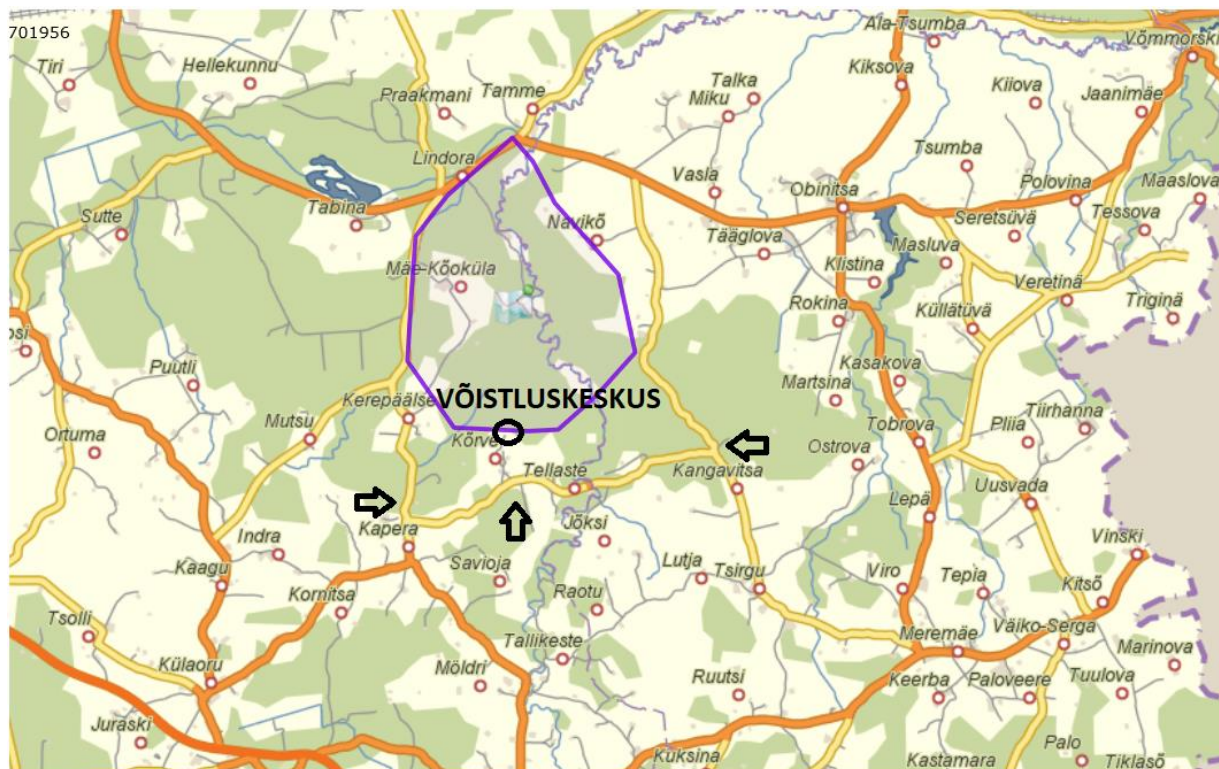 701956
Ala-Tsumba
Võmmorski
Tiri
Hellekunnu
Kiksova
Talka
Kiiova
Praakmani
Tamme
Miku
Jaanimäe
Lindora
Tsumba
Vasla
Obinitsa
Polovina
Maaslova
Sutte
Tabina
Navikõ
Seretsüvä
Tessova
Tääglova
Masluva
Mäe-Kõoküla
Klistina
Veretinä
Rokina
Küllätüvä
Triginä
osi
Puutli
Kasakova
Martsina
VÕISTLUSKESKUS
Kerepäälse
Mutsu
Tobrova
Pliia
Tiirhanna
Ortuma
Kõrve
Ostrova
Tellaste
Kangavitsa
Lepä
Uusvada
Kapera
Jõksi
Indra
Vinski
Savioja
Lutja
Tsirgu
Viro
Tepia
Kitsõ
Kaagu
Kornitsa
Raotu
Tsolli
Meremäe
Väiko-Serga
Tallikeste
Marinova
Külaoru
Möldri
Ruutsi
Keerba
Paloveere
Tuulova
Juraski
Kuksina
Kastamara
Palo
Tiklasõ